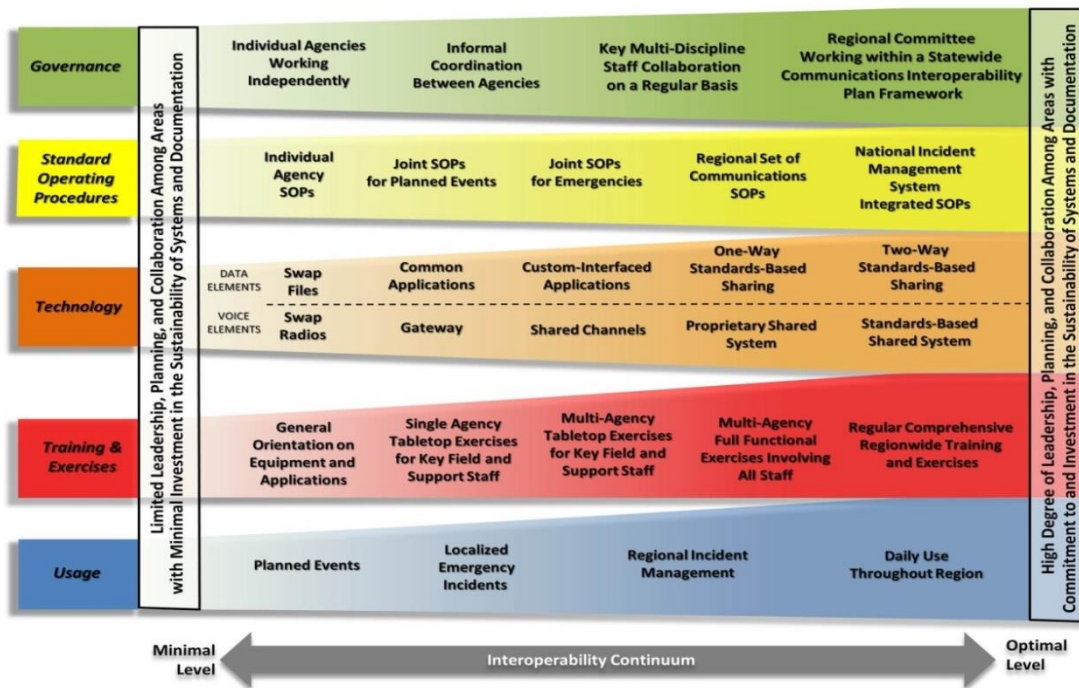 Limited Leadership, Planning, and Collaboration Among Areas
with Minimal Investment in the Sustainability of Systems and Documentation
Governance
Individual Agencies
Working
Independently
Informal
Coordination
Between Agencies
Key Multi-Discipline
Staff Collaboration
on a Regular Basis
Regional Committee
Working within a Statewide
Communications Interoperability
Plan Framework
Standard
Operating
Procedures
Individual
Agency
SOPs
Joint SOPs
for Planned Events
Joint SOPs
for Emergencies
Regional Set of
Communications
SOPs
National Incident
Management
System
Integrated SOPs
Technology
DATA
ELEMENTS
Swap
Files
Common
Applications
Custom-Interfaced
Applications
One-Way
Standards-Based
Sharing
Two-Way
Standards-Based
Sharing
VOICE
ELEMENTS
Swap
Radios
Gateway
Shared Channels
Proprietary Shared
System
Standards-Based
Shared System
Training &
Exercises
General
Orientation on
Equipment and
Applications
Single Agency
Tabletop Exercises
for Key Field and
Support Staff
Multi-Agency
Tabletop Exercises
for Key Field and
Support Staff
Multi-Agency
Full Functional
Exercises Involving
All Staff
Regular Comprehensive
Regionwide Training
and Exercises
Usage
Planned Events
Localized
Emergency
Incidents
Regional Incident
Management
Daily Use
Throughout Region
High Degree of Leadership, Planning, and Collaboration Among Areas with
Commitment to and Investment in the Sustainability of Systems and Documentation
Minimal
Level
Interoperability Continuum
Optimal
Level